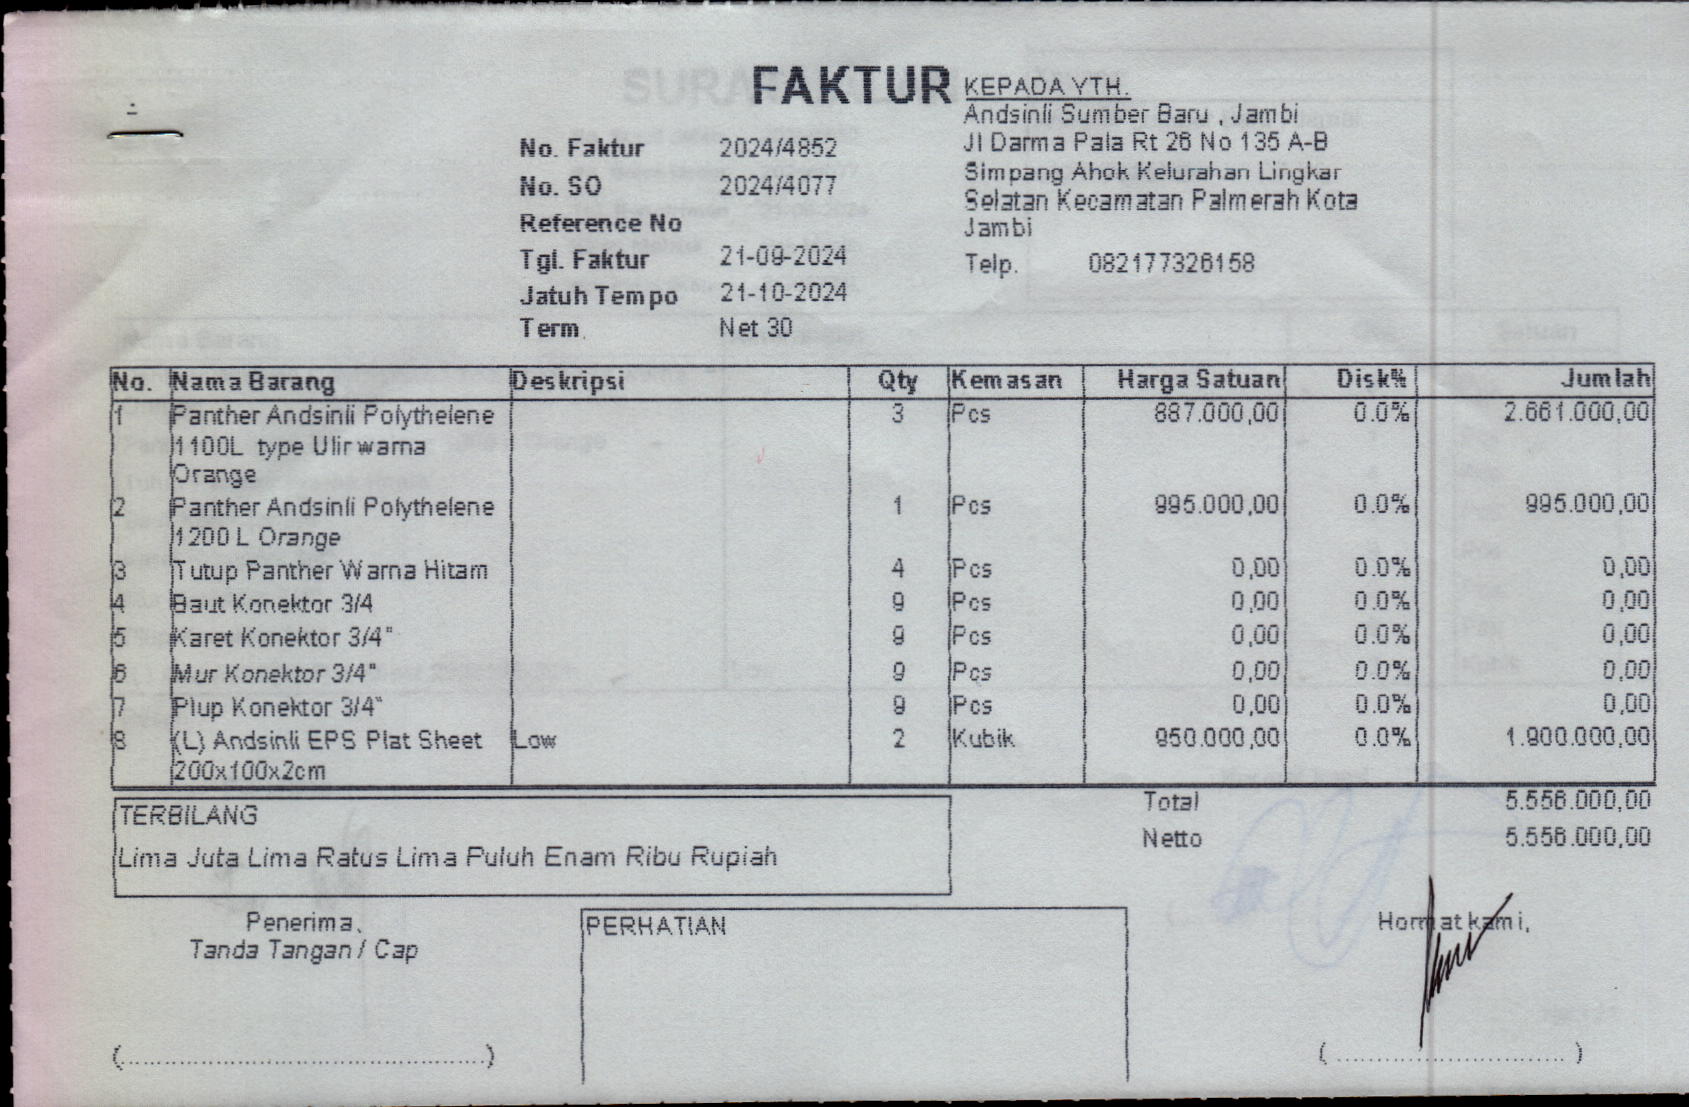 FAKTUR
KEPADA YTH.
Andsinli Sumber Baru , Jambi
Jl Darma Pala Rt 26 No 135 A-B
Simpang Ahok Kelurahan Lingkar
Selatan Kecamatan Palmerah Kota
Jambi
Telp. 082177326158
No. Faktur 2024/4852
No. SO 2024/4077
Reference No
Tgl. Faktur 21-09-2024
Jatuh Tempo 21-10-2024
Term Net 30
No. Nama Barang Deskripsi Qty Kemasan Harga Satuan Disk% Jumlah
1 Panther Andsinli Polythelene 3 Pcs 887.000,00 0.0% 2.661.000,00
1100L type Ulir warna
Orange
2 Panther Andsinli Polythelene 1 Pcs 995.000,00 0.0% 995.000,00
1200 L Orange
3 Tutup Panther Warna Hitam 4 Pcs 0,00 0.0% 0,00
4 Baut Konektor 3/4 9 Pcs 0,00 0.0% 0,00
5 Karet Konektor 3/4" 9 Pcs 0,00 0.0% 0,00
6 Mur Konektor 3/4" 9 Pcs 0,00 0.0% 0,00
7 Plup Konektor 3/4" 9 Pcs 0,00 0.0% 0,00
8 (L) Andsinli EPS Plat Sheet Low 2 Kubik 950.000,00 0.0% 1.900.000,00
200x100x2cm
Total 5.556.000,00
Netto 5.556.000,00
TERBILANG
Lima Juta Lima Ratus Lima Puluh Enam Ribu Rupiah
Penerima,
Tanda Tangan / Cap
PERHATIAN
Hormat kami,
(..............................................)
( ............................. )